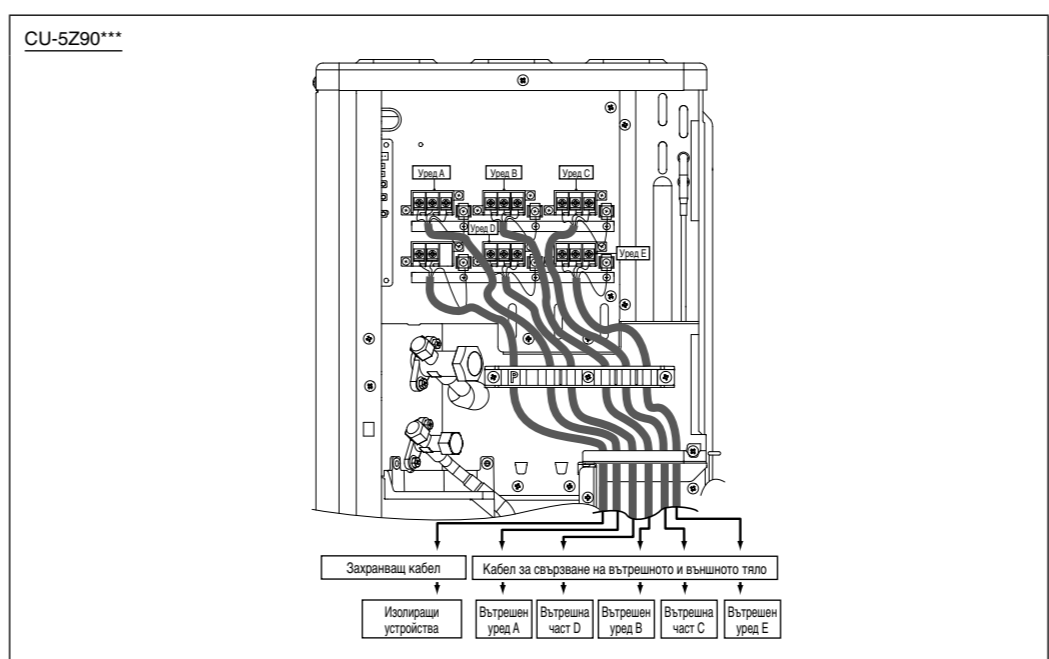 CU-5Z90***
Уред A
Уред B
Уред C
Уред D
Уред E
P
Захранващ кабел
Кабел за свързване на вътрешното и външното тяло
Изолиращи
устройства
Вътрешен
уред A
Вътрешна
част D
Вътрешен
уред B
Вътрешна
част C
Вътрешен
уред E